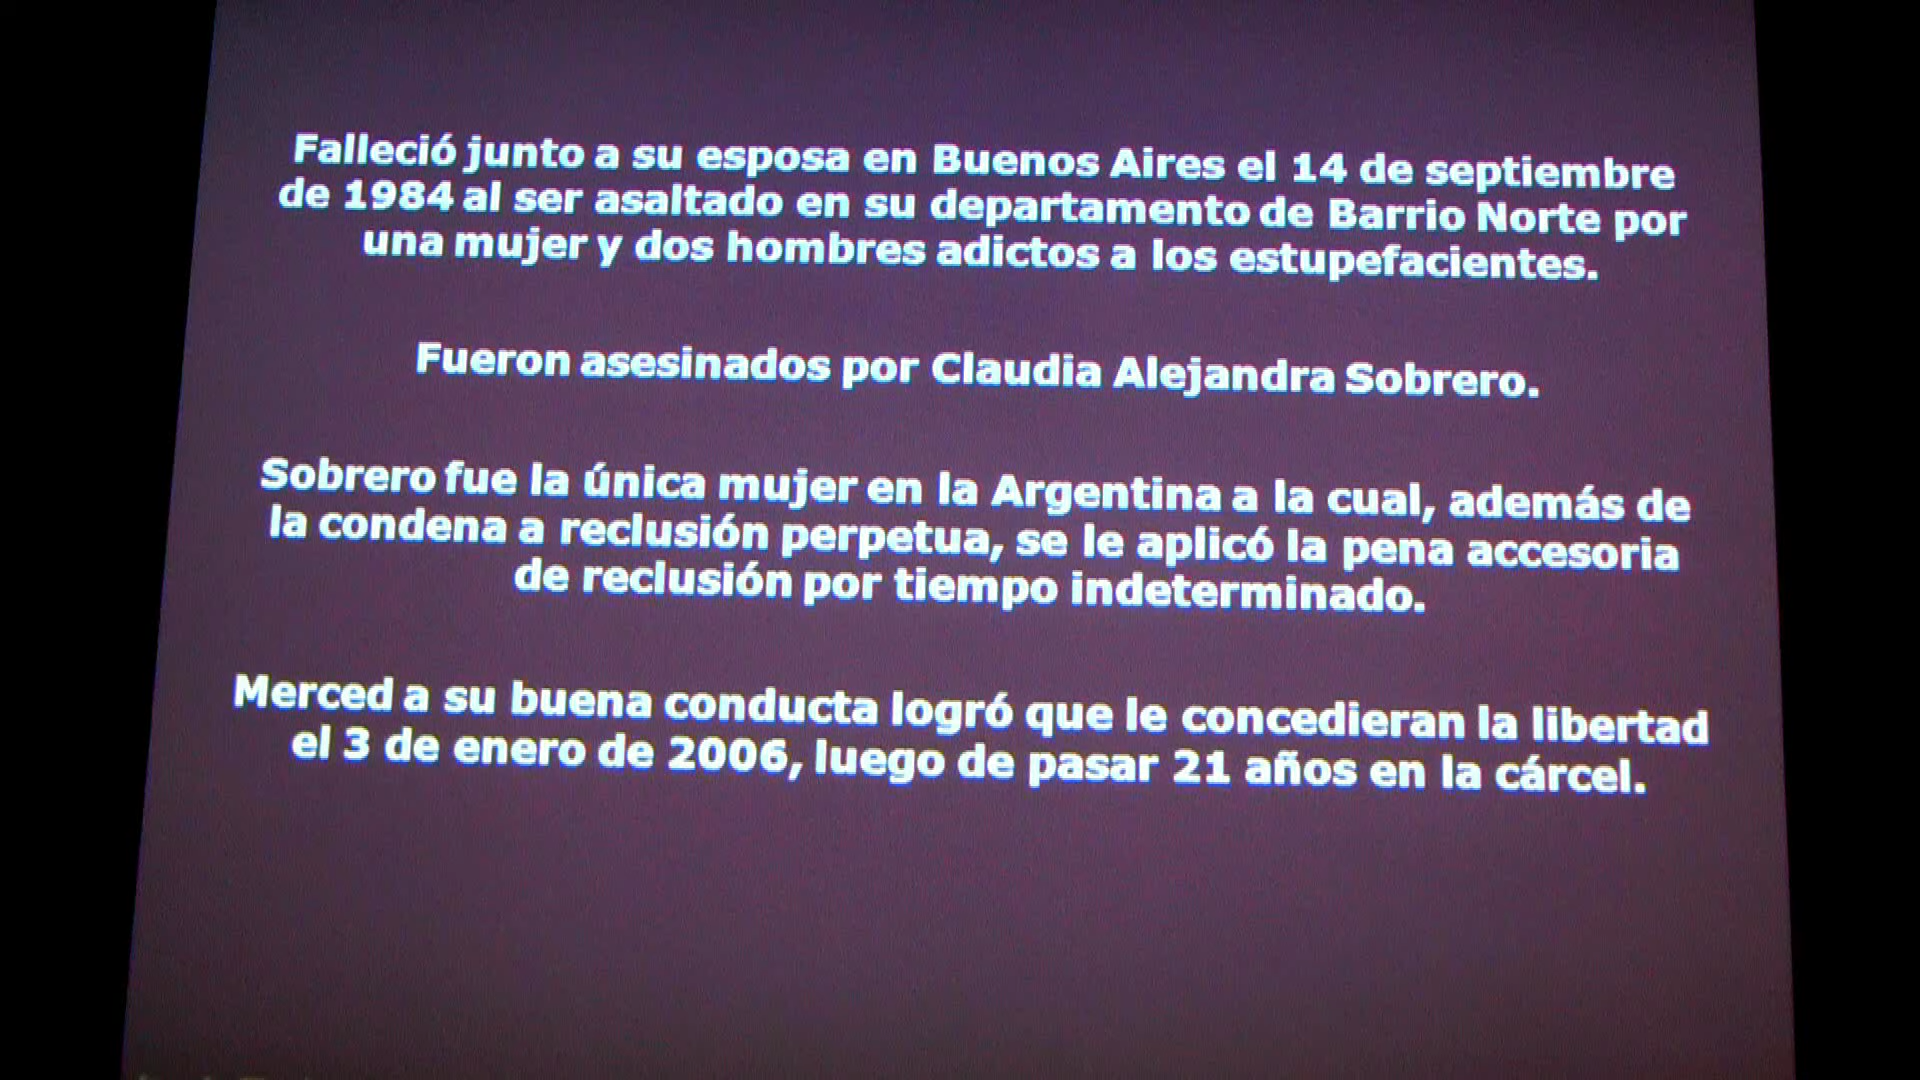 Falleció junto a su esposa en Buenos Aires el 14 de septiembre
de 1984 al ser asaltado en su departamento de Barrio Norte por
una mujer y dos hombres adictos a los estupefacientes.
Fueron asesinados por Claudia Alejandra Sobrero.
Sobrero fue la única mujer en la Argentina a la cual, además de
la condena a reclusión perpetua, se le aplicó la pena accesoria
de reclusión por tiempo indeterminado.
Merced a su buena conducta logró que le concedieran la libertad
el 3 de enero de 2006, luego de pasar 21 años en la cárcel.